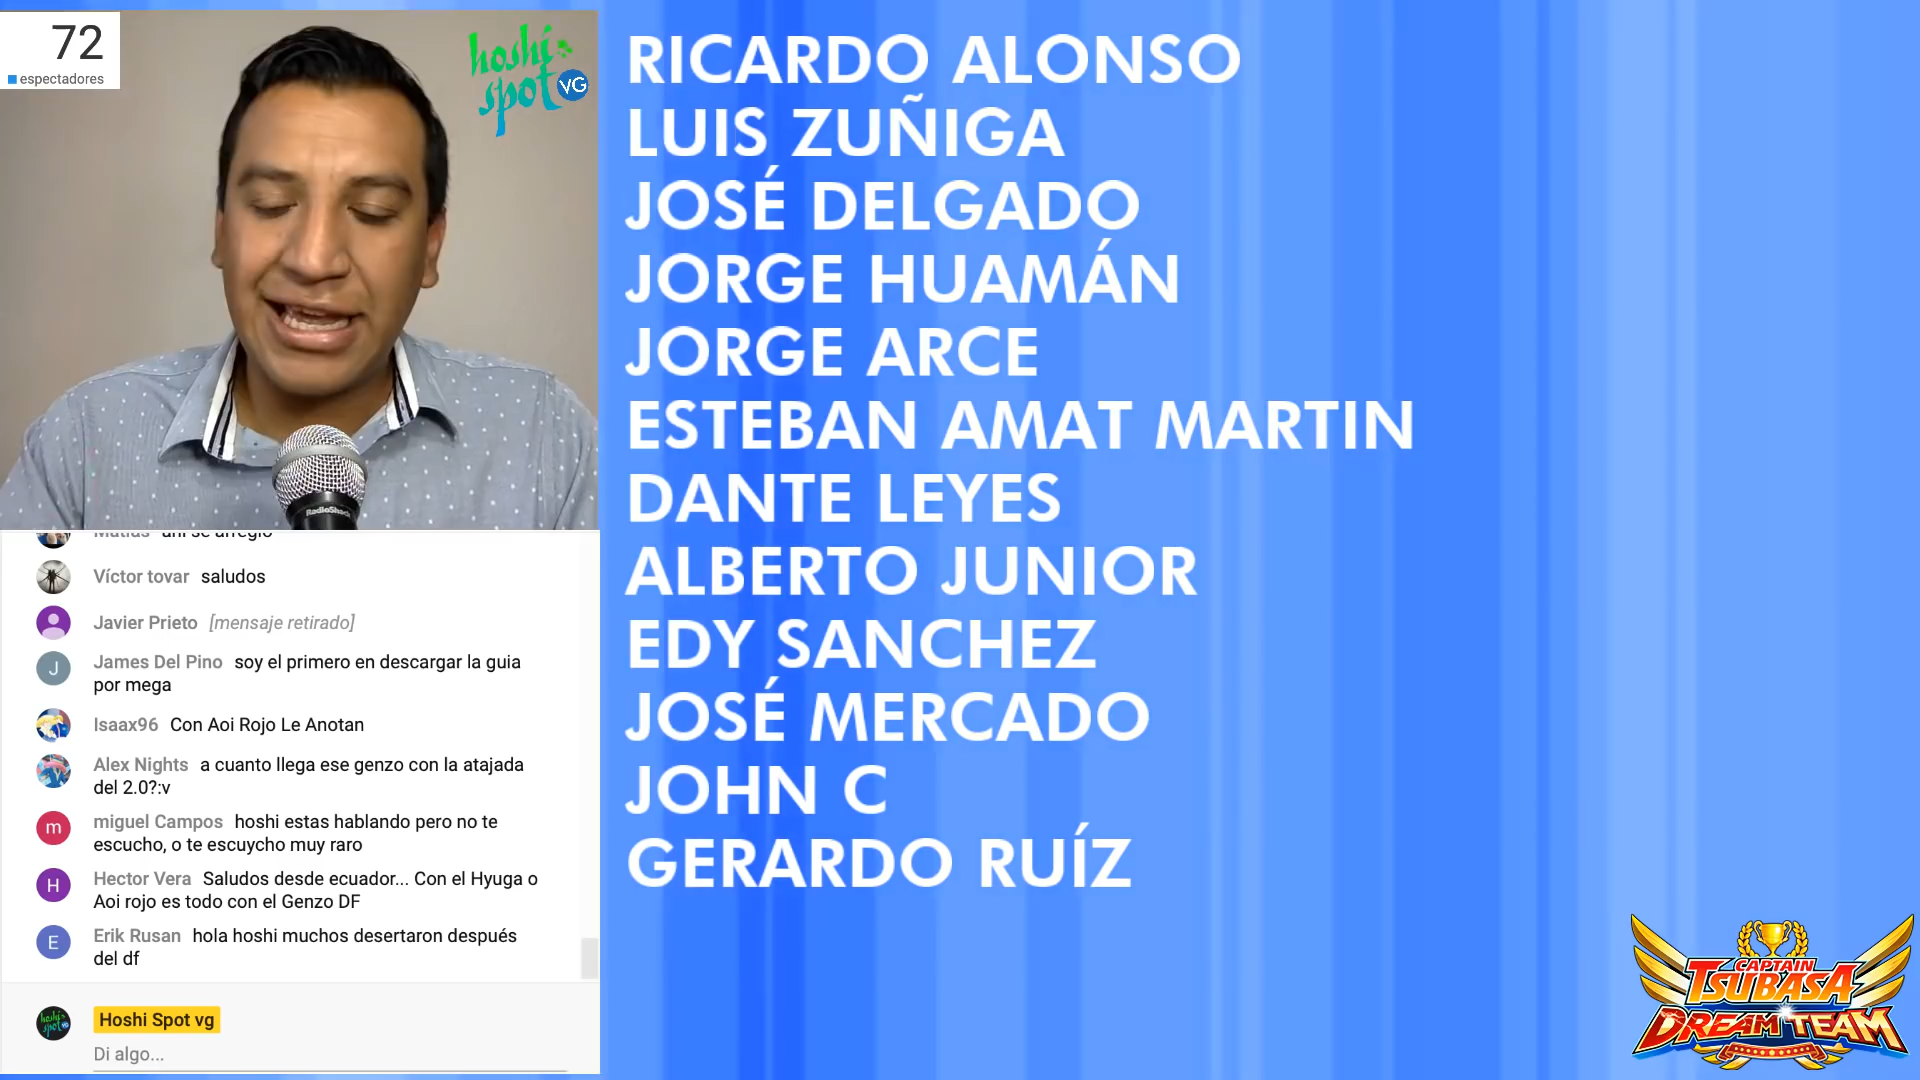 72
espectadores
hoshi
spot VG
RadioShack
RICARDO ALONSO
LUIS ZUÑIGA
JOSÉ DELGADO
JORGE HUAMÁN
JORGE ARCE
ESTEBAN AMAT MARTIN
DANTE LEYES
ALBERTO JUNIOR
EDY SANCHEZ
JOSÉ MERCADO
JOHN C
GERARDO RUÍZ
Matias ahi se arreglo
Víctor tovar saludos
Javier Prieto [mensaje retirado]
James Del Pino soy el primero en descargar la guia
por mega
Isaax96 Con Aoi Rojo Le Anotan
Alex Nights a cuanto llega ese genzo con la atajada
del 2.0?:v
miguel Campos hoshi estas hablando pero no te
escucho, o te escuycho muy raro
Hector Vera Saludos desde ecuador... Con el Hyuga o
Aoi rojo es todo con el Genzo DF
Erik Rusan hola hoshi muchos desertaron después
del df
Hoshi Spot vg
Di algo...
CAPTAIN
TSUBASA
DREAM TEAM